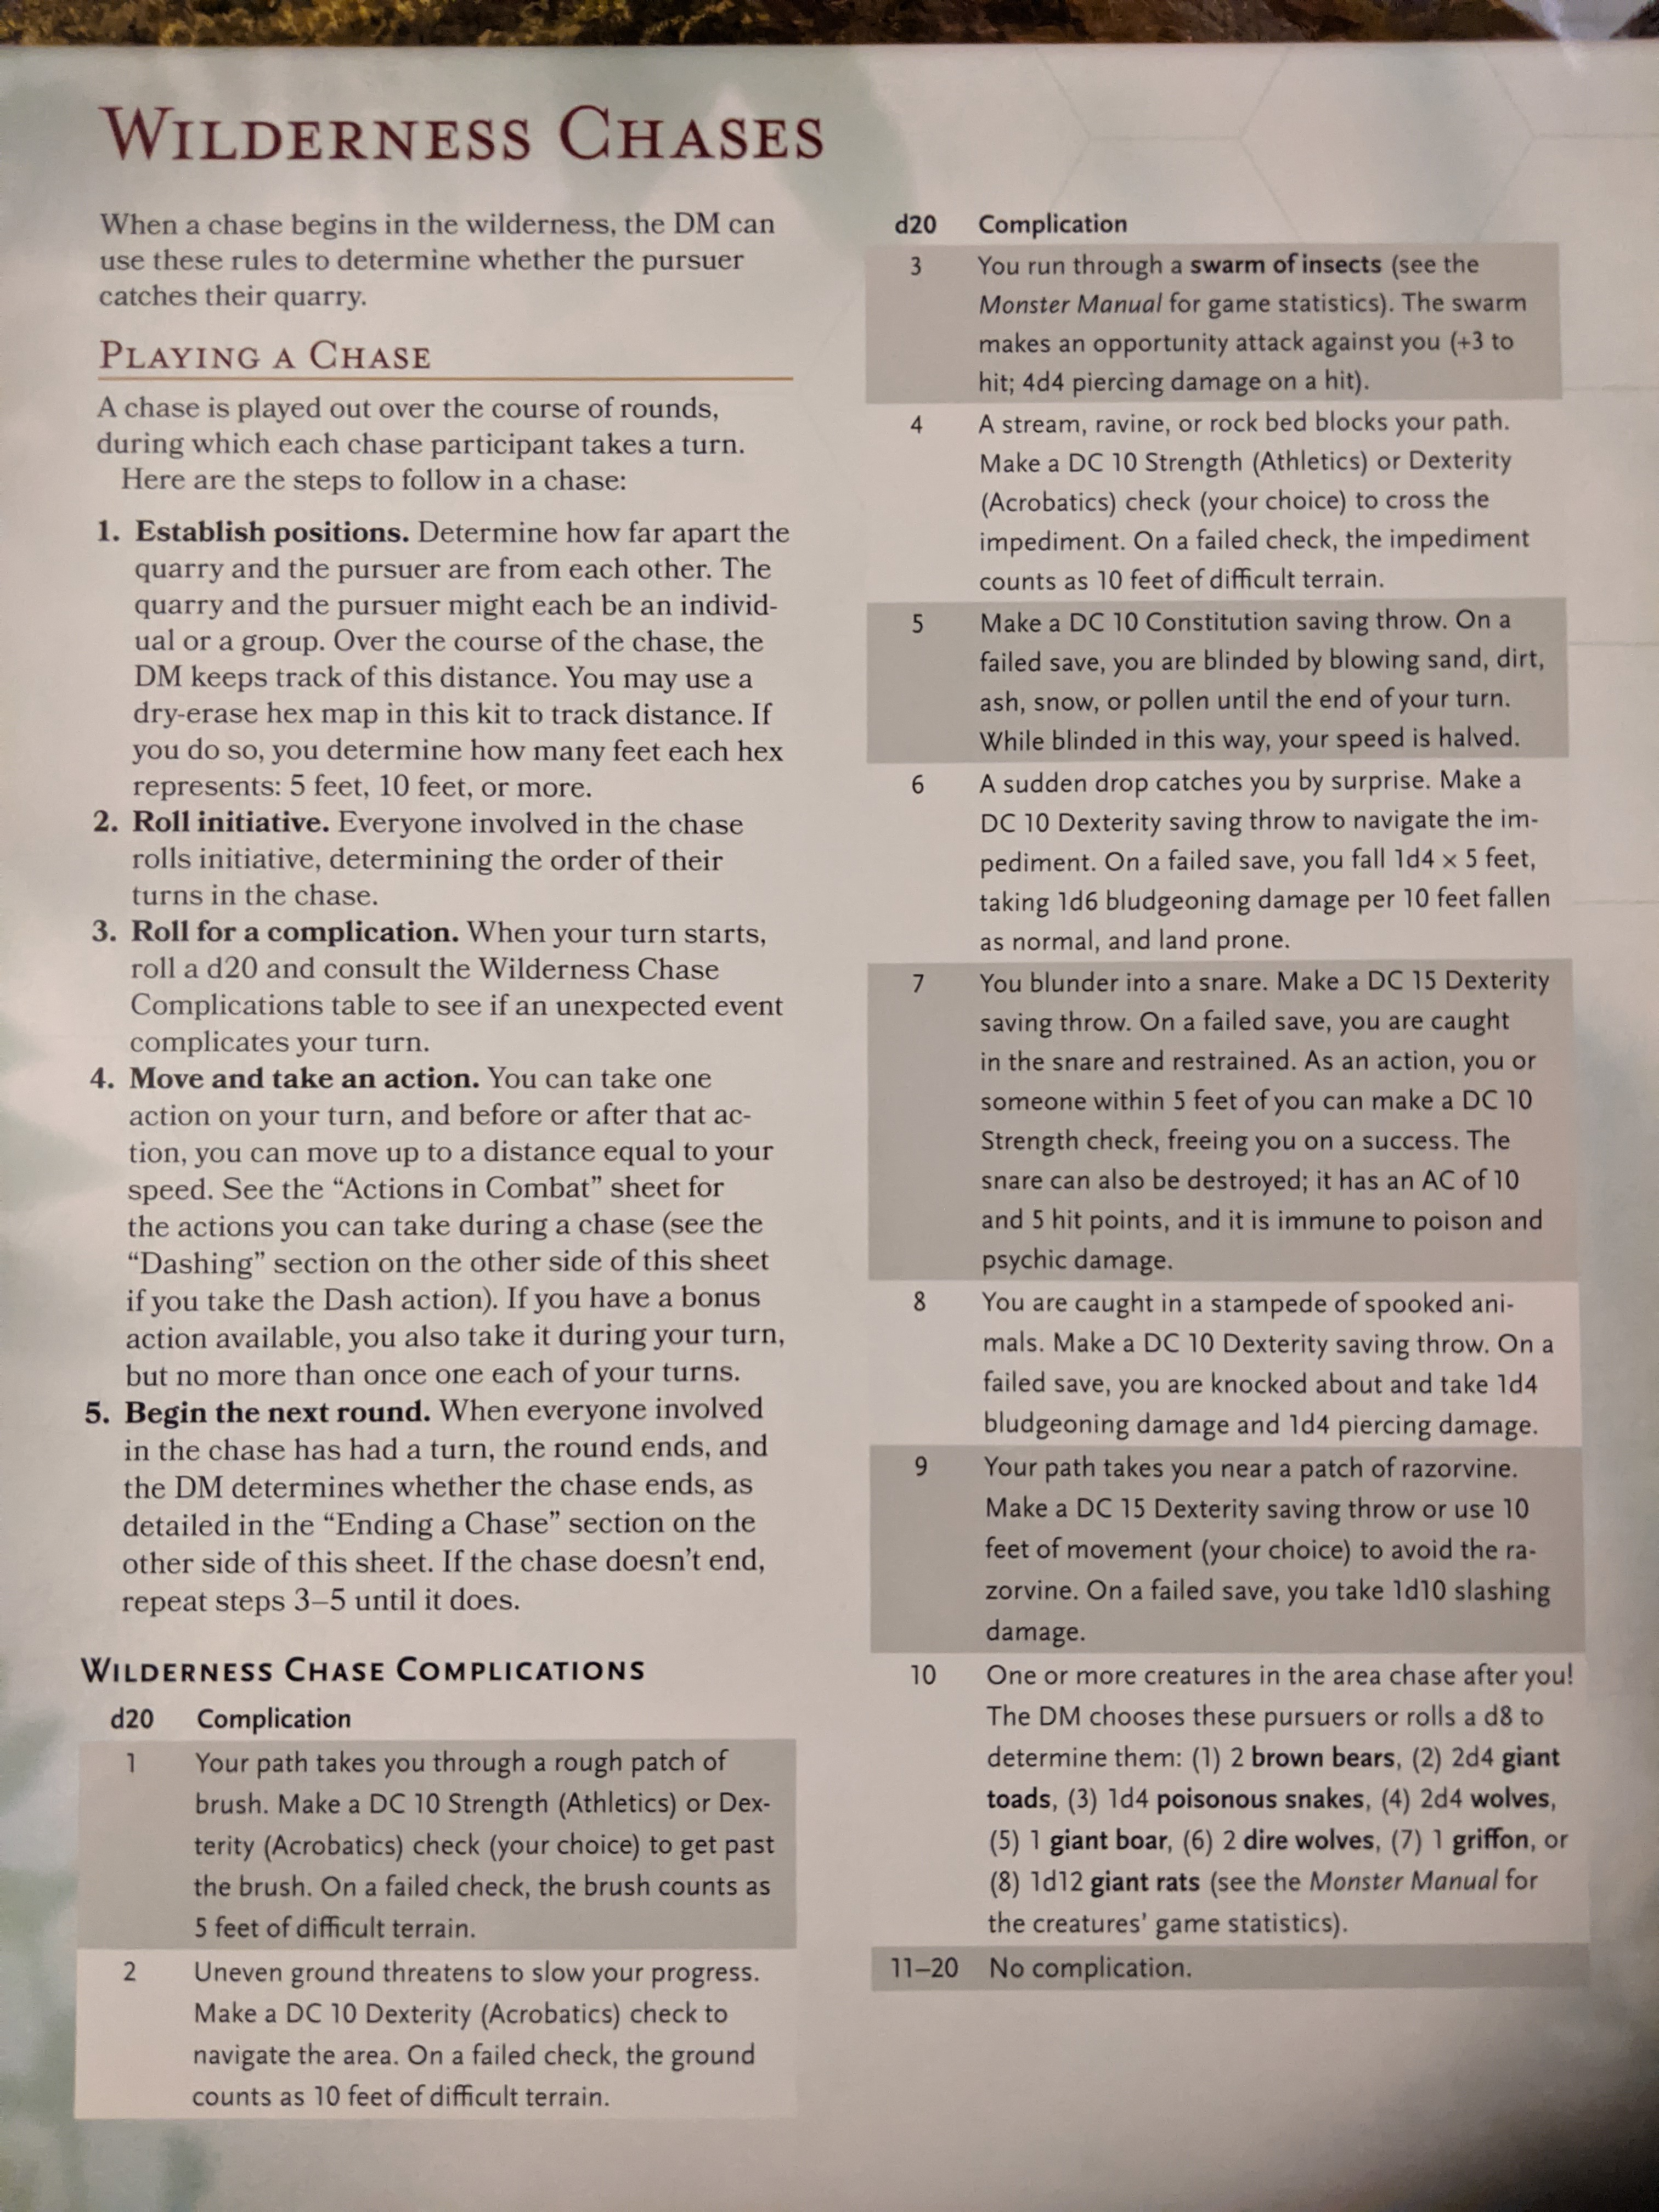 WILDERNESS CHASES
When a chase begins in the wilderness, the DM can
use these rules to determine whether the pursuer
catches their quarry.
PLAYING A CHASE
A chase is played out over the course of rounds,
during which each chase participant takes a turn.
Here are the steps to follow in a chase:
1. Establish positions. Determine how far apart the
quarry and the pursuer are from each other. The
quarry and the pursuer might each be an individ-
ual or a group. Over the course of the chase, the
DM keeps track of this distance. You may use a
dry-erase hex map in this kit to track distance. If
you do so, you determine how many feet each hex
represents: 5 feet, 10 feet, or more.
2. Roll initiative. Everyone involved in the chase
rolls initiative, determining the order of their
turns in the chase.
3. Roll for a complication. When your turn starts,
roll a d20 and consult the Wilderness Chase
Complications table to see if an unexpected event
complicates your turn.
4. Move and take an action. You can take one
action on your turn, and before or after that ac-
tion, you can move up to a distance equal to your
speed. See the “Actions in Combat” sheet for
the actions you can take during a chase (see the
“Dashing” section on the other side of this sheet
if you take the Dash action). If you have a bonus
action available, you also take it during your turn,
but no more than once one each of your turns.
5. Begin the next round. When everyone involved
in the chase has had a turn, the round ends, and
the DM determines whether the chase ends, as
detailed in the “Ending a Chase” section on the
other side of this sheet. If the chase doesn’t end,
repeat steps 3–5 until it does.
WILDERNESS CHASE COMPLICATIONS
d20 Complication
1 Your path takes you through a rough patch of
brush. Make a DC 10 Strength (Athletics) or Dex-
terity (Acrobatics) check (your choice) to get past
the brush. On a failed check, the brush counts as
5 feet of difficult terrain.
2 Uneven ground threatens to slow your progress.
Make a DC 10 Dexterity (Acrobatics) check to
navigate the area. On a failed check, the ground
counts as 10 feet of difficult terrain.
d20 Complication
3 You run through a swarm of insects (see the
Monster Manual for game statistics). The swarm
makes an opportunity attack against you (+3 to
hit; 4d4 piercing damage on a hit).
4 A stream, ravine, or rock bed blocks your path.
Make a DC 10 Strength (Athletics) or Dexterity
(Acrobatics) check (your choice) to cross the
impediment. On a failed check, the impediment
counts as 10 feet of difficult terrain.
5 Make a DC 10 Constitution saving throw. On a
failed save, you are blinded by blowing sand, dirt,
ash, snow, or pollen until the end of your turn.
While blinded in this way, your speed is halved.
6 A sudden drop catches you by surprise. Make a
DC 10 Dexterity saving throw to navigate the im-
pediment. On a failed save, you fall 1d4 × 5 feet,
taking 1d6 bludgeoning damage per 10 feet fallen
as normal, and land prone.
7 You blunder into a snare. Make a DC 15 Dexterity
saving throw. On a failed save, you are caught
in the snare and restrained. As an action, you or
someone within 5 feet of you can make a DC 10
Strength check, freeing you on a success. The
snare can also be destroyed; it has an AC of 10
and 5 hit points, and it is immune to poison and
psychic damage.
8 You are caught in a stampede of spooked ani-
mals. Make a DC 10 Dexterity saving throw. On a
failed save, you are knocked about and take 1d4
bludgeoning damage and 1d4 piercing damage.
9 Your path takes you near a patch of razorvine.
Make a DC 15 Dexterity saving throw or use 10
feet of movement (your choice) to avoid the ra-
zorvine. On a failed save, you take 1d10 slashing
damage.
10 One or more creatures in the area chase after you!
The DM chooses these pursuers or rolls a d8 to
determine them: (1) 2 brown bears, (2) 2d4 giant
toads, (3) 1d4 poisonous snakes, (4) 2d4 wolves,
(5) 1 giant boar, (6) 2 dire wolves, (7) 1 griffon, or
(8) 1d12 giant rats (see the Monster Manual for
the creatures’ game statistics).
11–20 No complication.